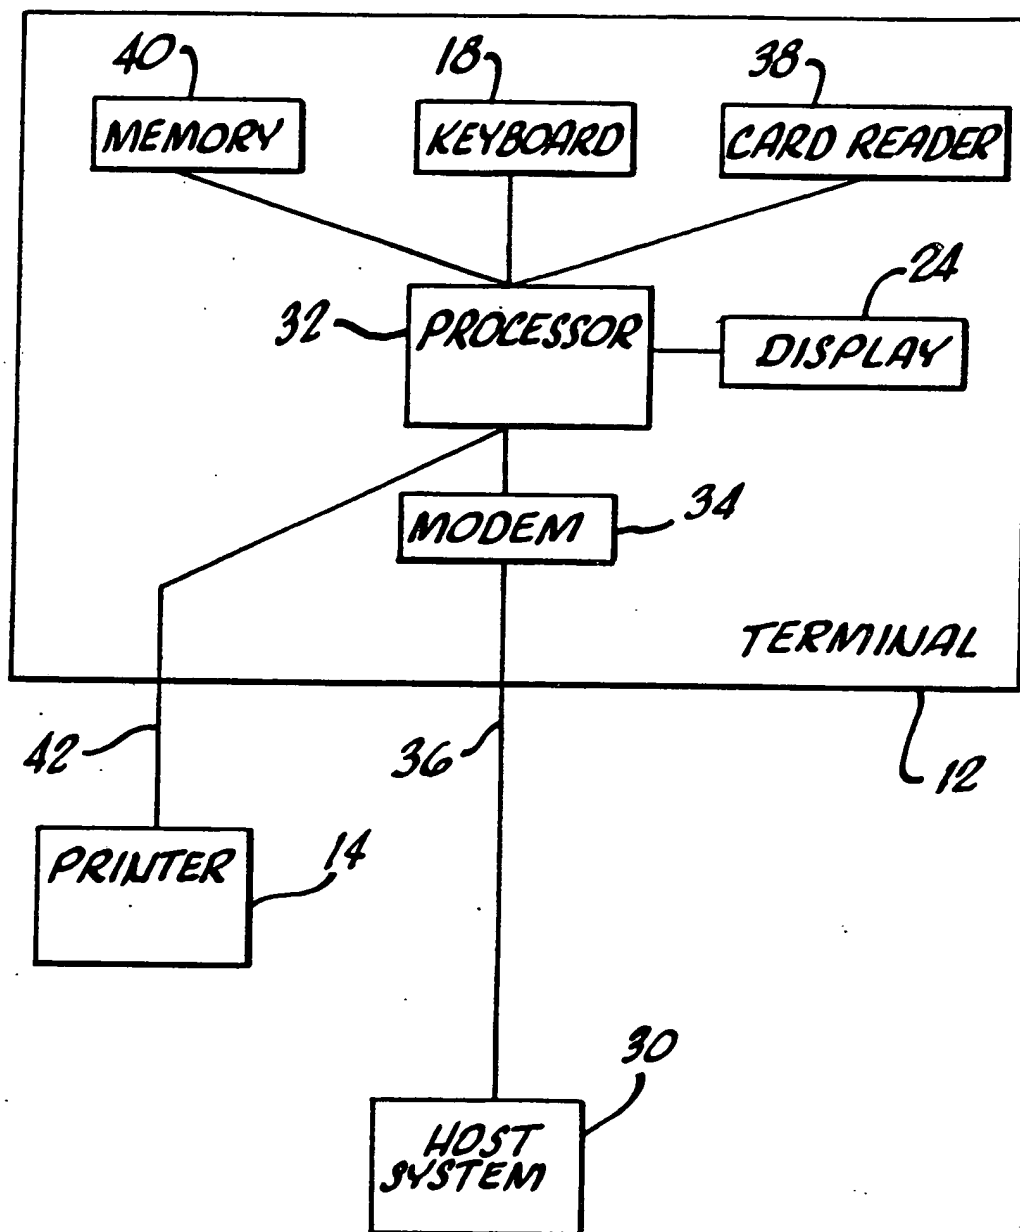 40
18
38
MEMORY
KEYBOARD
CARD READER
24
32
PROCESSOR
DISPLAY
34
MODEM
TERMINAL
42
36
12
PRINTER
14
30
HOST
SYSTEM